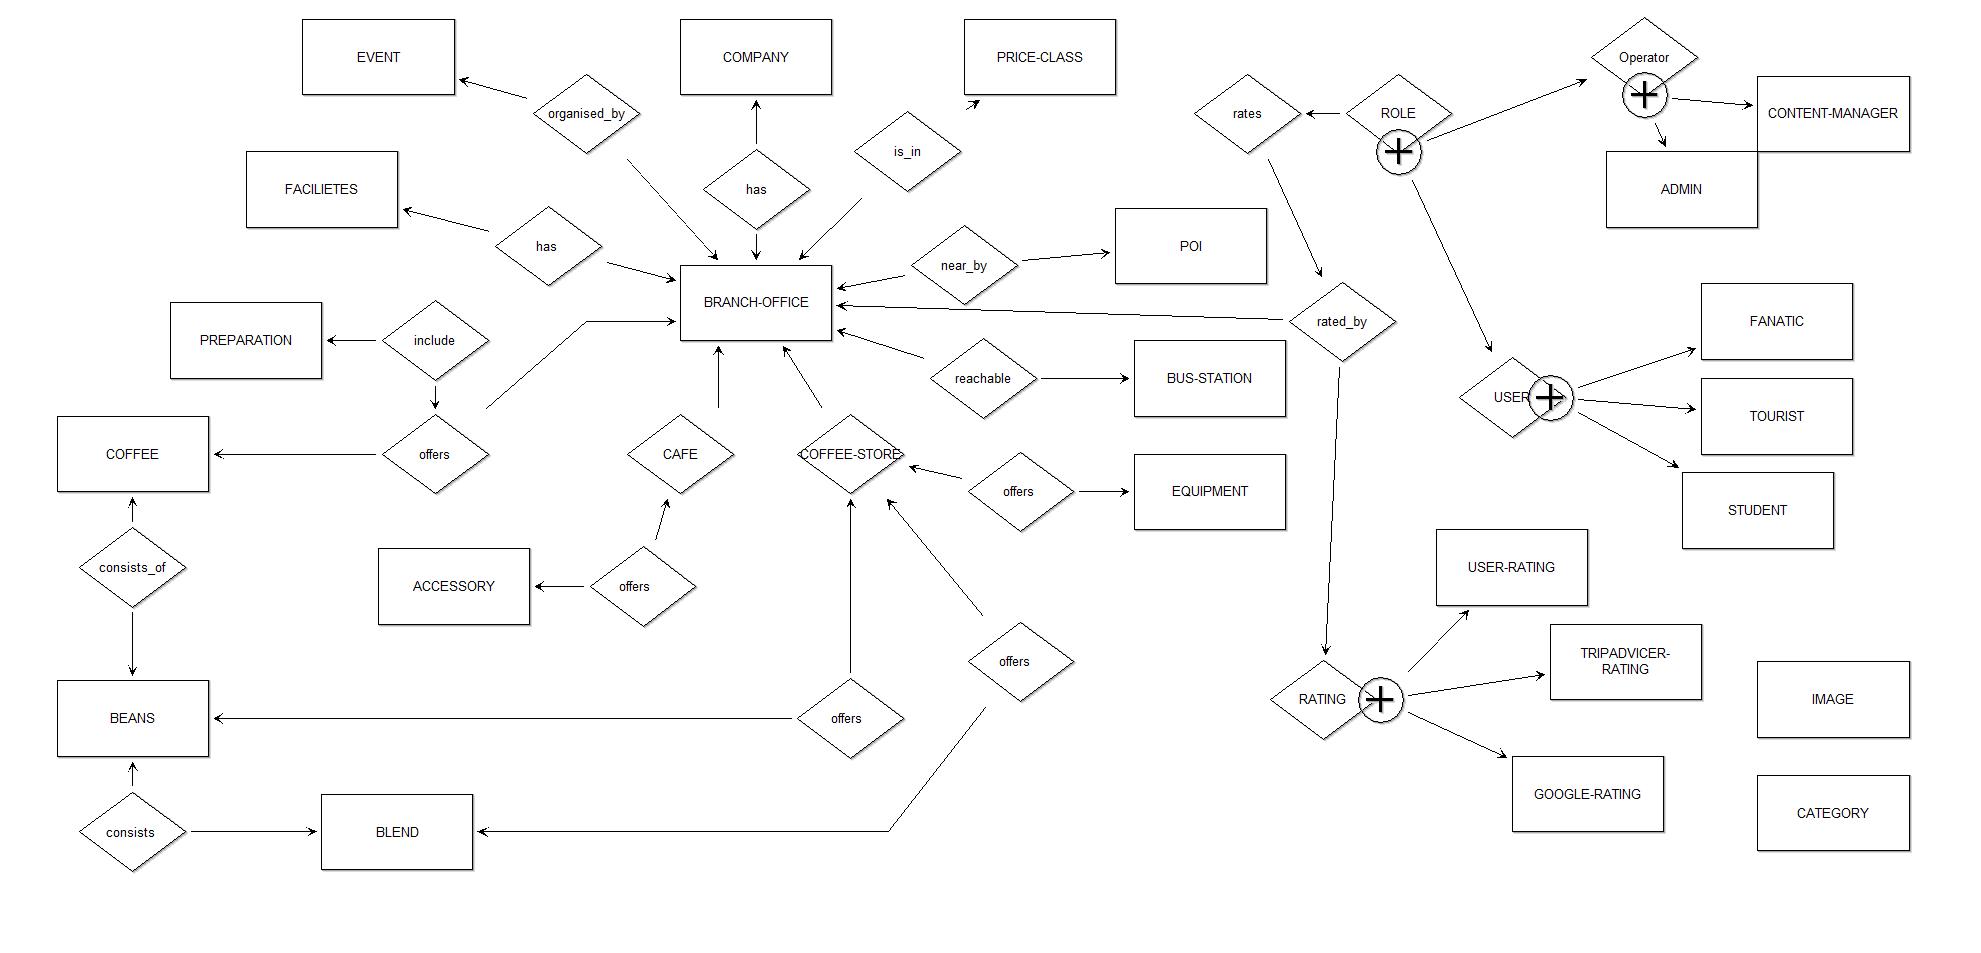 EVENT
COMPANY
PRICE-CLASS
Operator
organised_by
rates
ROLE
CONTENT-MANAGER
is_in
FACILIETES
has
ADMIN
has
near_by
POI
BRANCH-OFFICE
rated_by
FANATIC
PREPARATION
include
reachable
BUS-STATION
USER
TOURIST
COFFEE
offers
CAFE
COFFEE-STORE
offers
EQUIPMENT
STUDENT
consists_of
ACCESSORY
offers
USER-RATING
offers
TRIPADVICER-
RATING
BEANS
offers
RATING
IMAGE
GOOGLE-RATING
CATEGORY
consists
BLEND